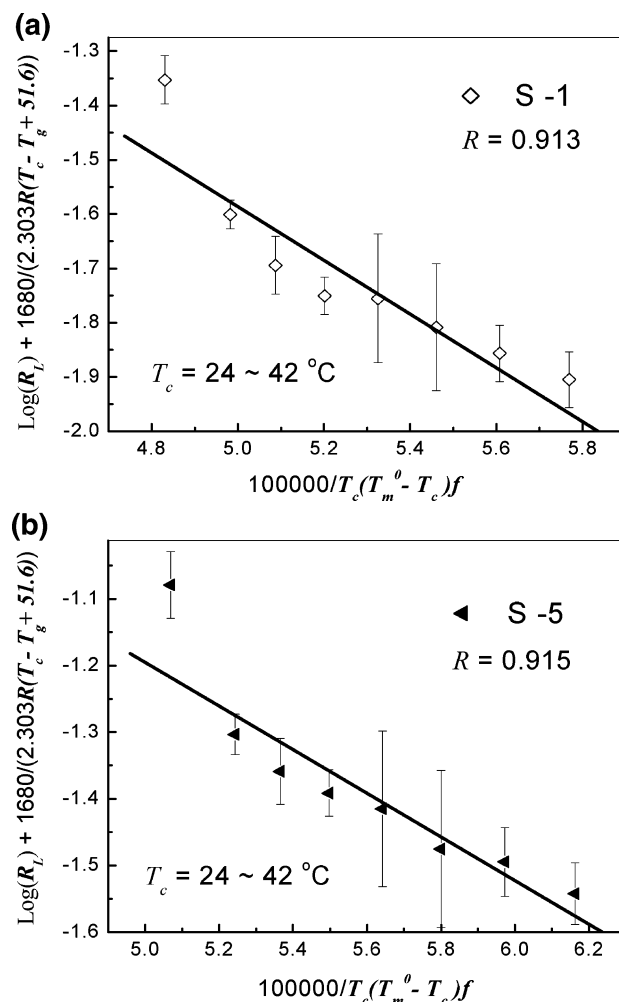 (a)
-1.3
-1.4
-1.5
-1.6
-1.7
-1.8
-1.9
-2.0
Log(R_L) + 1680/(2.303R(T_c - T_g + 51.6))
S -1
R = 0.913
T_c = 24 ~ 42 °C
4.8 5.0 5.2 5.4 5.6 5.8
100000/T_c(T_m^0 - T_c)f
(b)
-1.1
-1.2
-1.3
-1.4
-1.5
-1.6
Log(R_L) + 1680/(2.303R(T_c - T_g + 51.6))
S -5
R = 0.915
T_c = 24 ~ 42 °C
5.0 5.2 5.4 5.6 5.8 6.0 6.2
100000/T_c(T_m^0 - T_c)f